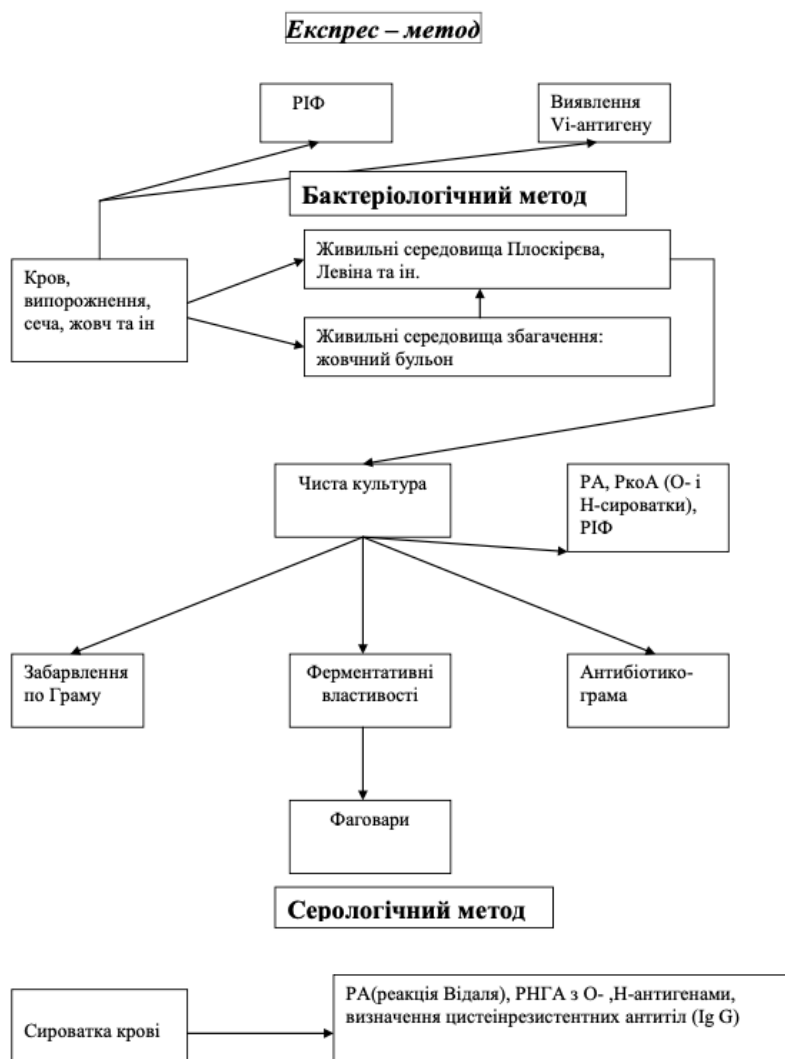 Експрес – метод
РІФ
Виявлення
Vi-антигену
Бактеріологічний метод
Кров,
випорожнення,
сеча, жовч та ін
Живильні середовища Плоскірєва,
Левіна та ін.
Живильні середовища збагачення:
жовчний бульон
Чиста культура
РА, РкоА (О- і
Н-сироватки),
РІФ
Забарвлення
по Граму
Ферментативні
властивості
Антибіотико-
грама
Фаговари
Серологічний метод
Сироватка крові
РА(реакція Відаля), РНГА з О- ,Н-антигенами,
визначення цистеінрезистентних антитіл (Ig G)